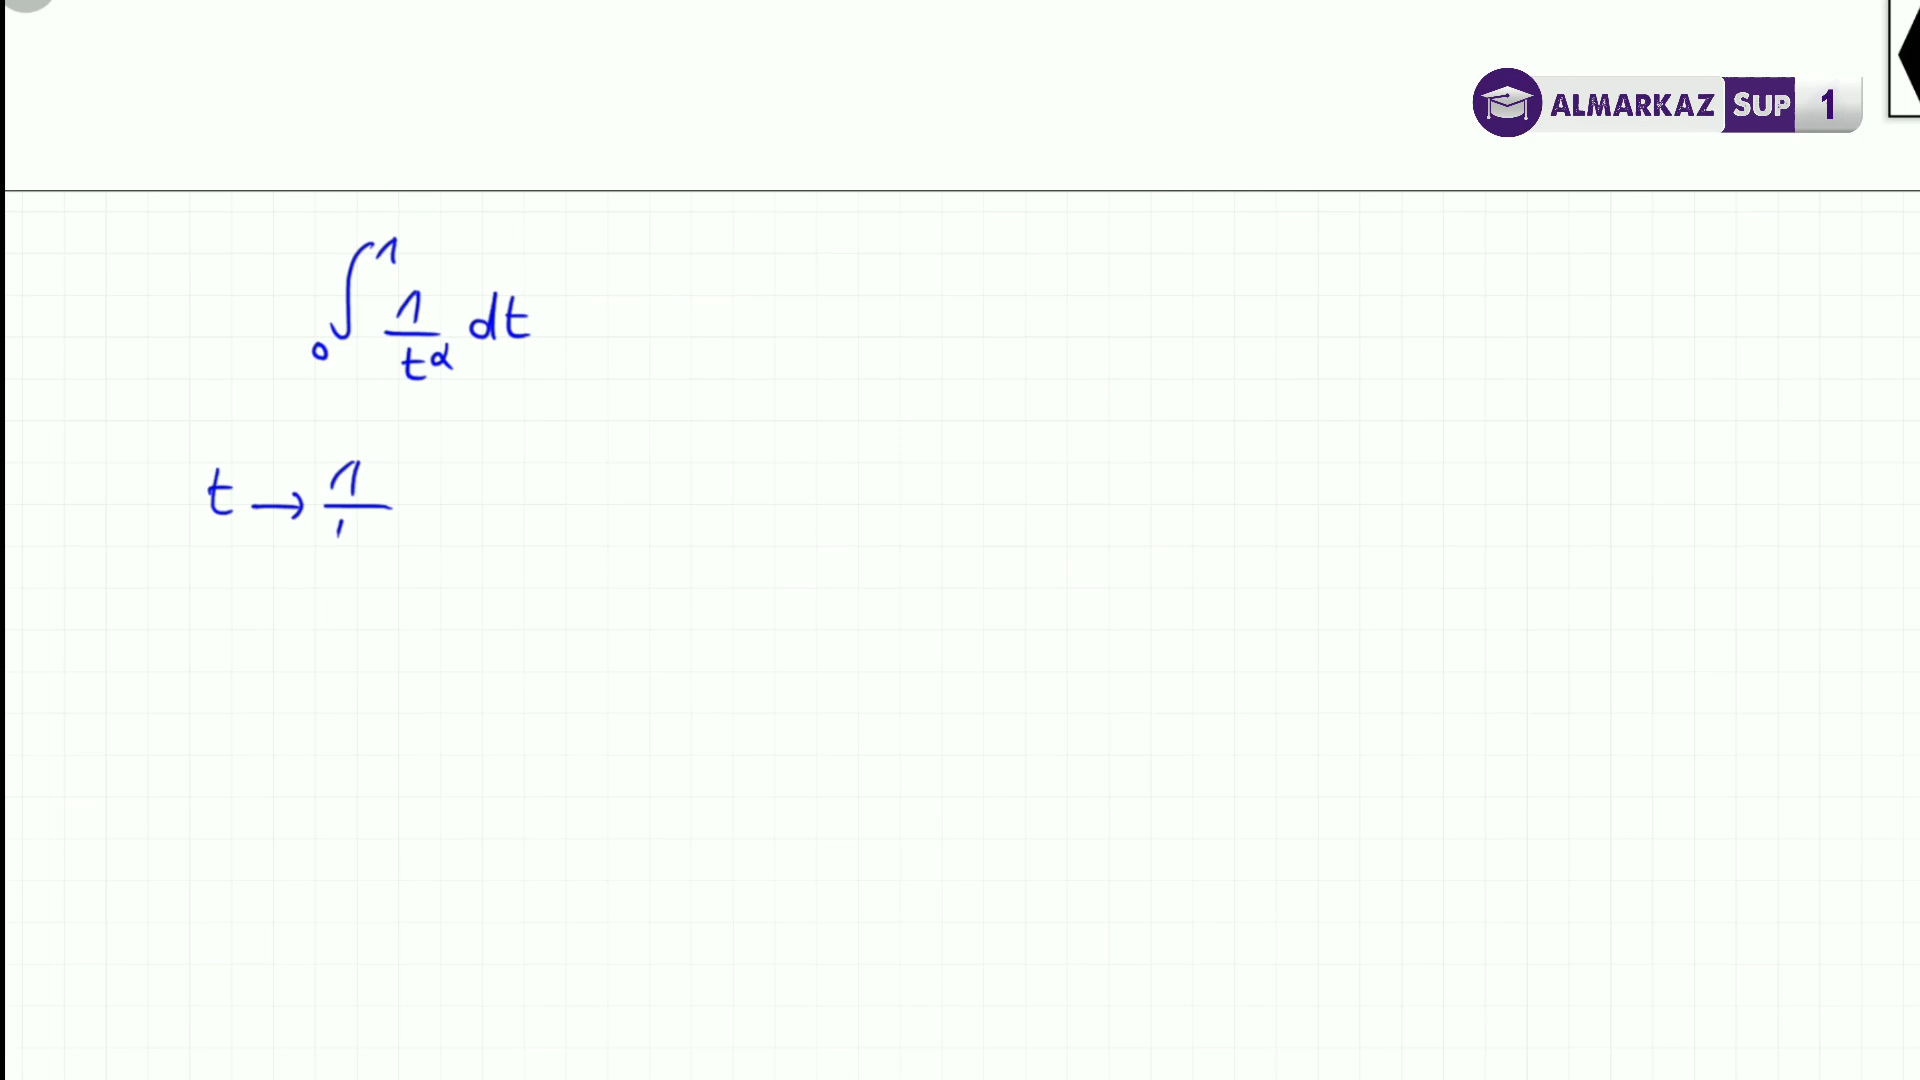 ALMARKAZ SUP 1
∫₀¹ 1/t^α dt
t → 1/